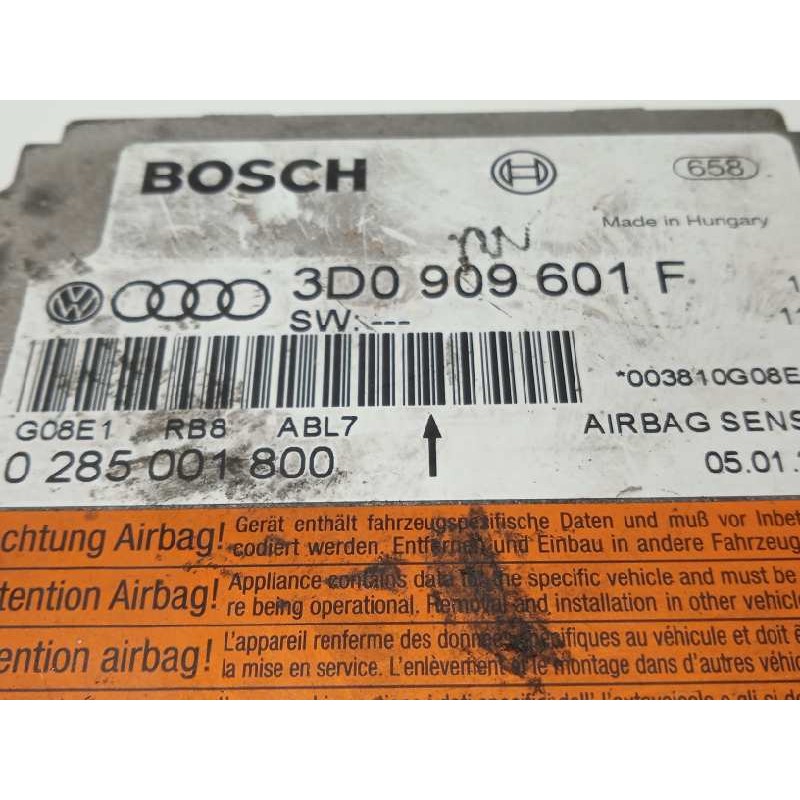 BOSCH
658
Made in Hungary
3D0 909 601 F
SW:---
*003810G08E
G08E1 RB8 ABL7
AIRBAG SENS
0 285 001 800
05.01.
chtung Airbag! Gerät enthält fahrzeugspezifische Daten und muß vor Inbet
codiert werden. Entfernen und Einbau in andere Fahrzeug
tention Airbag! Appliance contains data for the specific vehicle and must be
re being operational. Removal and installation in other vehicle
ention airbag! L'appareil renferme des données spécifiques au véhicule et doit ê
la mise en service. L'enlèvement et le montage dans d'autres véhic